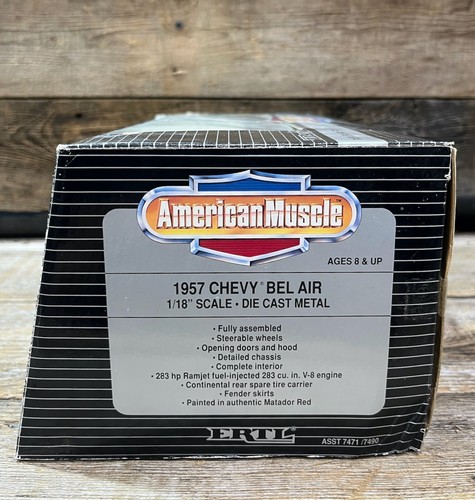 AmericanMuscle
AGES 8 & UP
1957 CHEVY® BEL AIR
1/18" SCALE • DIE CAST METAL
• Fully assembled
• Steerable wheels
• Opening doors and hood
• Detailed chassis
• Complete interior
• 283 hp Ramjet fuel-injected 283 cu. in. V-8 engine
• Continental rear spare tire carrier
• Fender skirts
• Painted in authentic Matador Red
ERTL®
ASST 7471 /7490